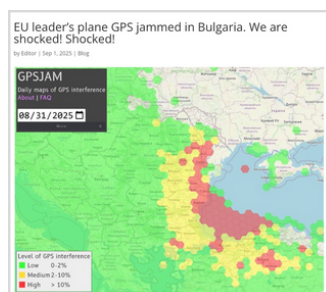 EU leader's plane GPS jammed in Bulgaria. We are
shocked! Shocked!
by Editor | Sep 1, 2025 | Blog
GPSJAM
Daily maps of GPS interference
About | FAQ
08/31/2025
Level of GPS interference
Low 0-2%
Medium 2-10%
High > 10%